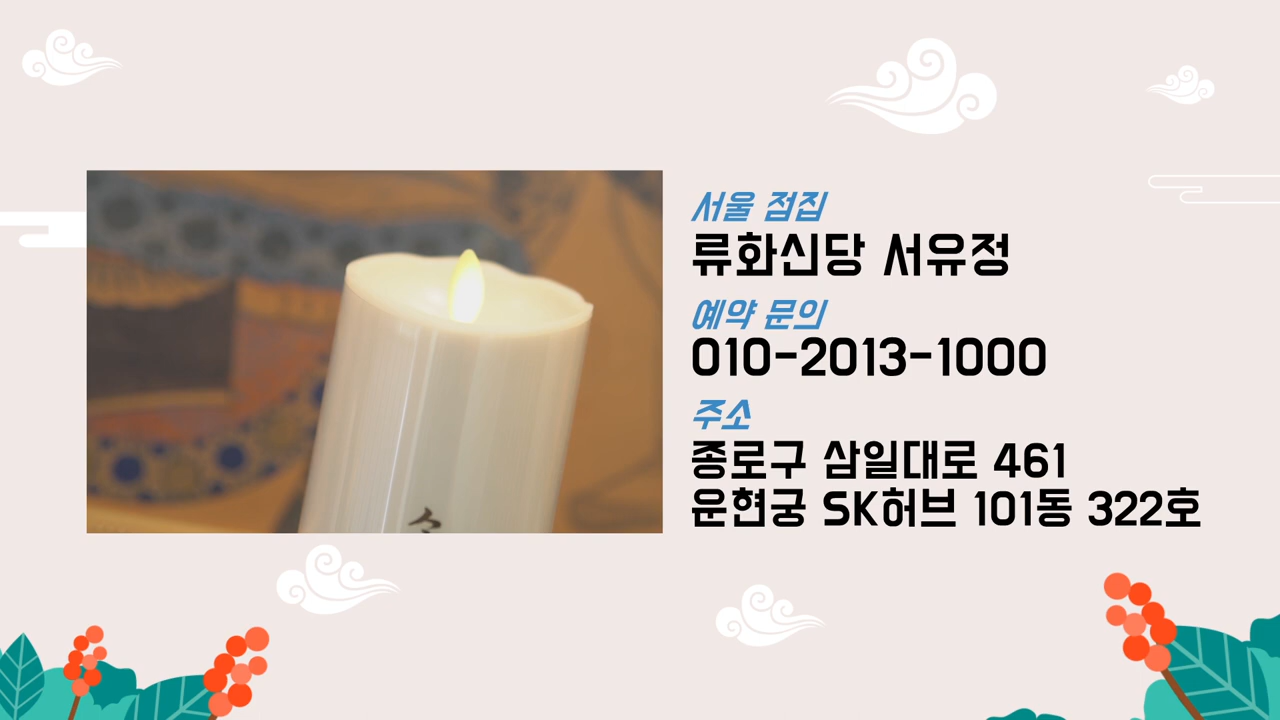 서울 점집
류화신당 서유정
예약 문의
010-2013-1000
주소
종로구 삼일대로 461
운현궁 SK허브 101동 322호